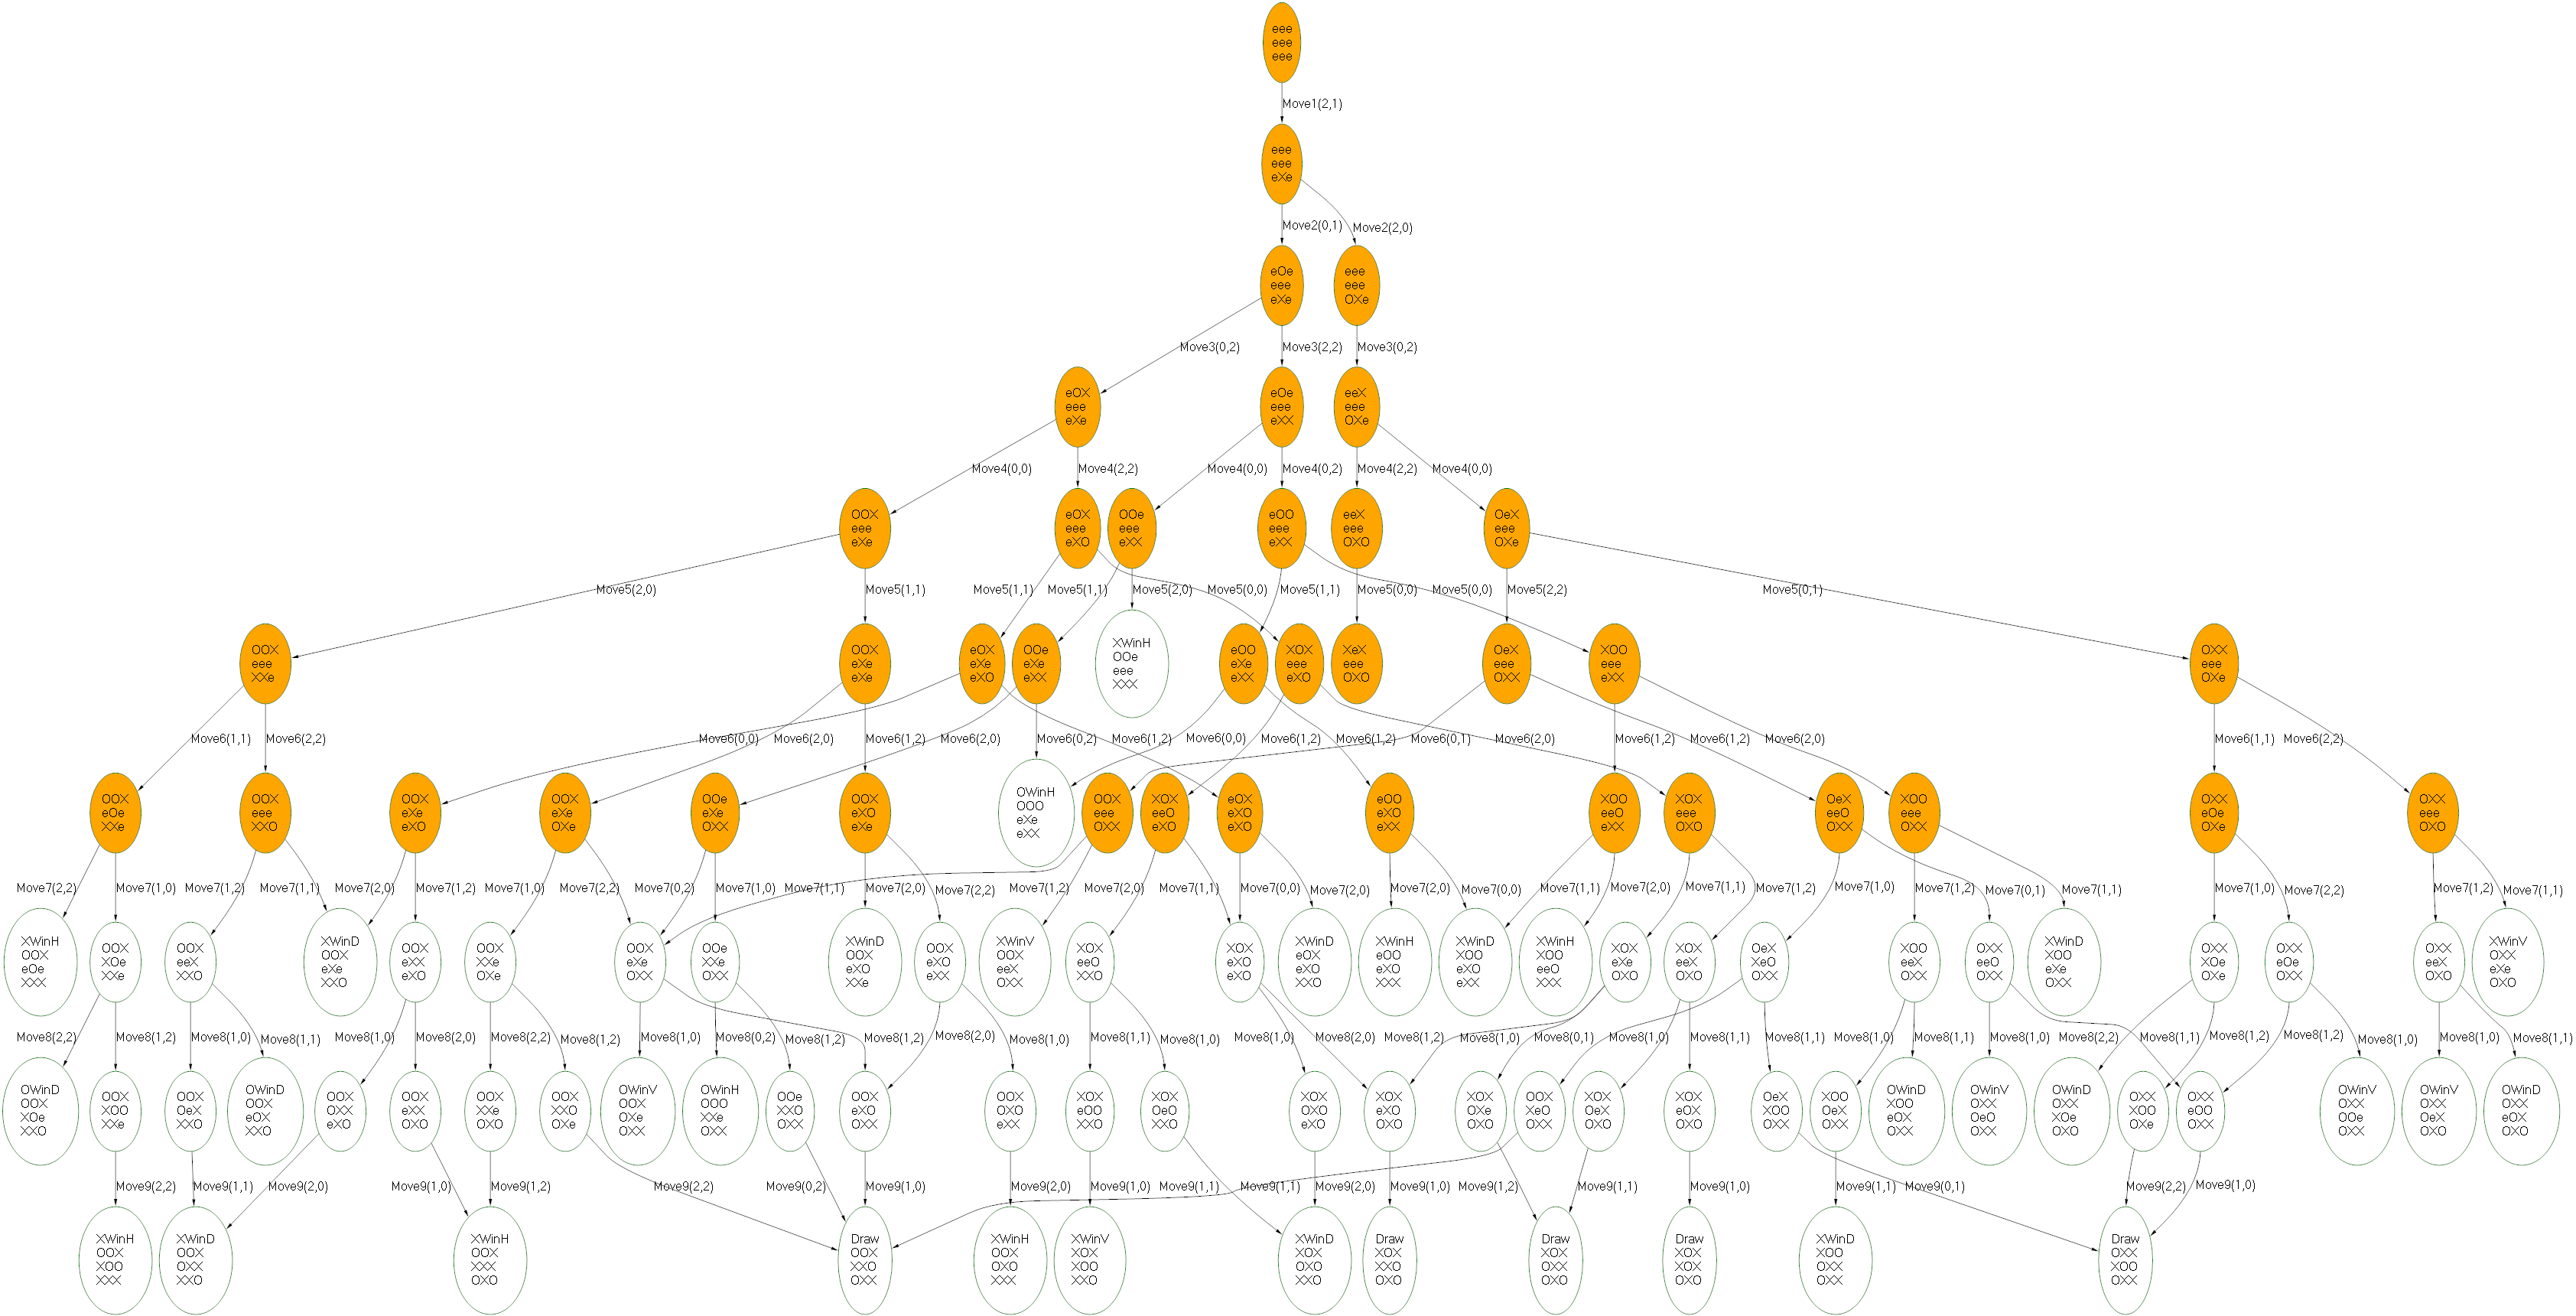 eee
eee
eee
Move1(2,1)
eee
eee
eXe
Move2(0,1)
Move2(2,0)
eOe
eee
eXe
eee
eee
OXe
Move3(0,2)
Move3(2,2)
Move3(0,2)
eOX
eee
eXe
eOe
eee
eXX
eeX
eee
OXe
Move4(0,0)
Move4(2,2)
Move4(0,0)
Move4(0,2)
Move4(2,2)
Move4(0,0)
OOX
eee
eXe
eOX
eee
eXO
OOe
eee
eXX
eOO
eee
eXX
eeX
eee
OXO
OeX
eee
OXe
Move5(2,0)
Move5(1,1)
Move5(1,1)
Move5(1,1)
Move5(2,0)
Move5(0,0)
Move5(1,1)
Move5(0,0)
Move5(0,0)
Move5(2,2)
Move5(0,1)
OOX
eee
XXe
OOX
eXe
eXe
eOX
eXe
eXO
OOe
eXe
eXX
XWinH
OOe
eee
XXX
eOO
eXe
eXX
XOX
eee
eXO
XeX
eee
OXO
OeX
eee
OXX
XOO
eee
eXX
OXX
eee
OXe
Move6(1,1)
Move6(2,2)
Move6(0,0)
Move6(2,0)
Move6(1,2)
Move6(2,0)
Move6(0,2)
Move6(1,2)
Move6(0,0)
Move6(1,2)
Move6(1,2)
Move6(0,1)
Move6(2,0)
Move6(1,2)
Move6(1,2)
Move6(2,0)
Move6(1,1)
Move6(2,2)
OOX
eOe
XXe
OOX
eee
XXO
OOX
eXe
eXO
OOX
eXe
OXe
OOe
eXe
OXX
OOX
eXO
eXe
OWinH
OOO
eXe
eXX
OOX
eee
OXX
XOX
eeO
eXO
eOX
eXO
eXO
eOO
eXO
eXX
XOO
eeO
eXX
XOX
eee
OXO
OeX
eeO
OXX
XOO
eee
OXX
OXX
eOe
OXe
OXX
eee
OXO
Move7(2,2)
Move7(1,0)
Move7(1,2)
Move7(1,1)
Move7(2,0)
Move7(1,2)
Move7(1,0)
Move7(2,2)
Move7(0,2)
Move7(1,0)
Move7(1,1)
Move7(2,0)
Move7(2,2)
Move7(1,2)
Move7(2,0)
Move7(1,1)
Move7(0,0)
Move7(2,0)
Move7(2,0)
Move7(0,0)
Move7(1,1)
Move7(2,0)
Move7(1,1)
Move7(1,2)
Move7(1,0)
Move7(1,2)
Move7(0,1)
Move7(1,1)
Move7(1,0)
Move7(2,2)
Move7(1,2)
Move7(1,1)
XWinH
OOX
eOe
XXX
OOX
XOe
XXe
OOX
eeX
XXO
XWinD
OOX
eXe
XXO
OOX
eXX
eXO
OOX
XXe
OXe
OOX
eXe
OXX
OOe
XXe
OXX
XWinD
OOX
eXO
XXe
OOX
eXO
eXX
XWinV
OOX
eeX
OXX
XOX
eeO
XXO
XOX
eXO
eXO
XWinD
eOX
eXO
XXO
XWinH
eOO
eXO
XXX
XWinD
XOO
eXO
eXX
XWinH
XOO
eeO
XXX
XOX
eXe
OXO
XOX
eeX
OXO
OeX
XeO
OXX
XOO
eeX
OXX
OXX
eeO
OXX
XWinD
XOO
eXe
OXX
OXX
XOe
OXe
OXX
eOe
OXX
OXX
eeX
OXO
XWinV
OXX
eXe
OXO
Move8(2,2)
Move8(1,2)
Move8(1,0)
Move8(1,1)
Move8(1,0)
Move8(2,0)
Move8(2,2)
Move8(1,2)
Move8(1,0)
Move8(0,2)
Move8(1,2)
Move8(1,2)
Move8(2,0)
Move8(1,0)
Move8(1,1)
Move8(1,0)
Move8(1,0)
Move8(2,0)
Move8(1,2)
Move8(1,0)
Move8(0,1)
Move8(1,0)
Move8(1,1)
Move8(1,1)
Move8(1,0)
Move8(1,1)
Move8(1,0)
Move8(2,2)
Move8(1,1)
Move8(1,2)
Move8(1,2)
Move8(1,0)
Move8(1,0)
Move8(1,1)
OWinD
OOX
XOe
XXO
OOX
XOO
XXe
OOX
OeX
XXO
OWinD
OOX
eOX
XXO
OOX
OXX
eXO
OOX
eXX
OXO
OOX
XXe
OXO
OOX
XXO
OXe
OWinV
OOX
OXe
OXX
OWinH
OOO
XXe
OXX
OOe
XXO
OXX
OOX
eXO
OXX
OOX
OXO
eXX
XOX
eOO
XXO
XOX
OeO
XXO
XOX
OXO
eXO
XOX
eXO
OXO
XOX
OXe
OXO
OOX
XeO
OXX
XOX
OeX
OXO
XOX
eOX
OXO
OeX
XOO
OXX
XOO
OeX
OXX
OWinD
XOO
eOX
OXX
OWinV
OXX
OeO
OXX
OWinD
OXX
XOe
OXO
OXX
XOO
OXe
OXX
eOO
OXX
OWinV
OXX
OOe
OXX
OWinV
OXX
OeX
OXO
OWinD
OXX
eOX
OXO
Move9(2,2)
Move9(1,1)
Move9(2,0)
Move9(1,0)
Move9(1,2)
Move9(2,2)
Move9(0,2)
Move9(1,0)
Move9(2,0)
Move9(1,0)
Move9(1,1)
Move9(1,1)
Move9(2,0)
Move9(1,0)
Move9(1,2)
Move9(1,1)
Move9(1,0)
Move9(1,1)
Move9(0,1)
Move9(2,2)
Move9(1,0)
XWinH
OOX
XOO
XXX
XWinD
OOX
OXX
XXO
XWinH
OOX
XXX
OXO
Draw
OOX
XXO
OXX
XWinH
OOX
OXO
XXX
XWinV
XOX
XOO
XXO
XWinD
XOX
OXO
XXO
Draw
XOX
XXO
OXO
Draw
XOX
OXX
OXO
Draw
XOX
XOX
OXO
XWinD
XOO
OXX
OXX
Draw
OXX
XOO
OXX